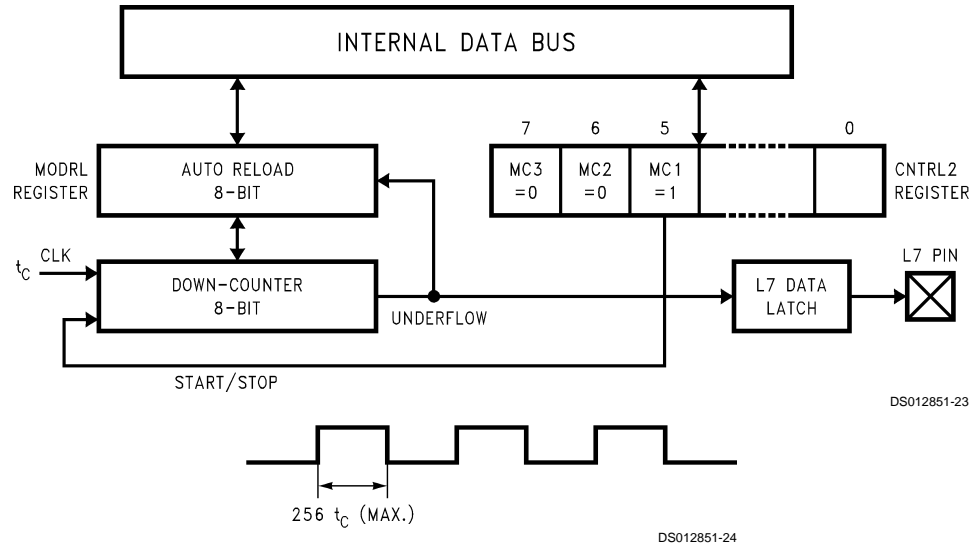 INTERNAL DATA BUS
7 6 5 0
MODRL
REGISTER
AUTO RELOAD
8-BIT
MC3
=0
MC2
=0
MC1
=1
CNTRL2
REGISTER
tC CLK
DOWN-COUNTER
8-BIT
UNDERFLOW
L7 DATA
LATCH
L7 PIN
START/STOP
DS012851-23
256 tC (MAX.)
DS012851-24